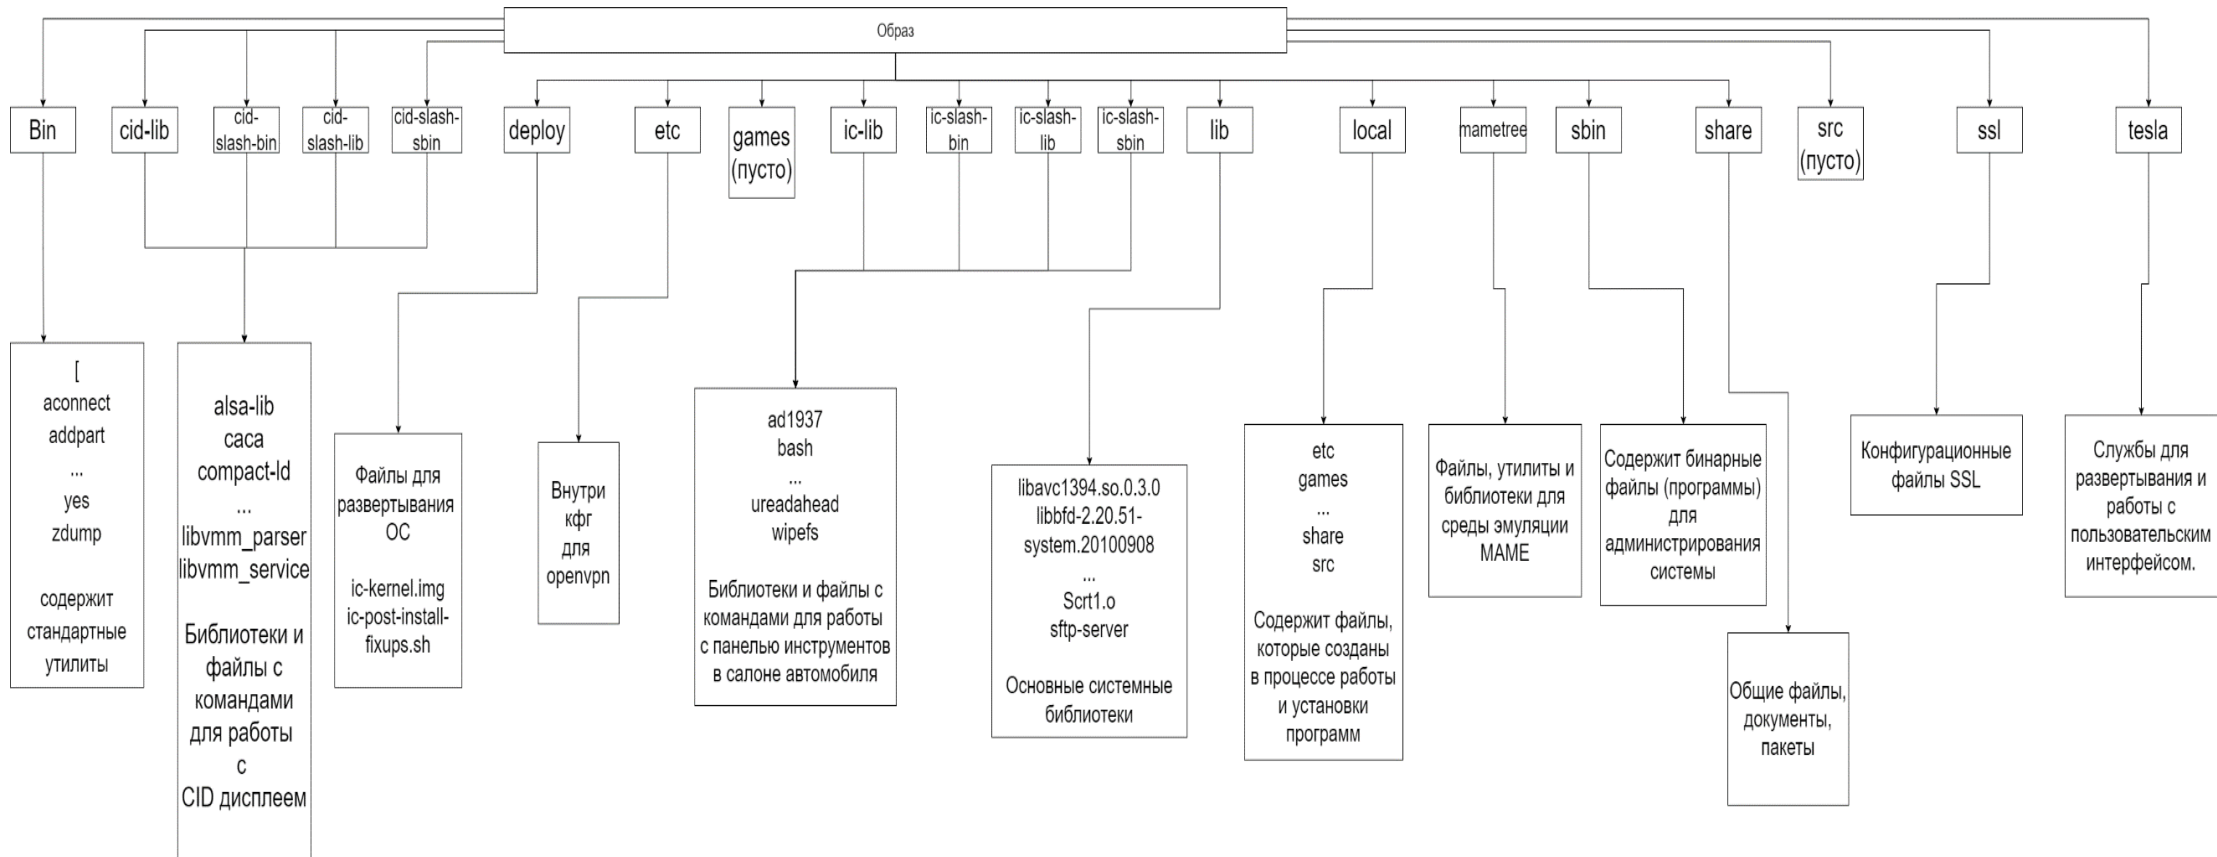 Образ
Bin
cid-lib
cid-
slash-bin
cid-
slash-lib
cid-slash-
sbin
deploy
etc
games
(пусто)
ic-lib
ic-slash-
bin
ic-slash-
lib
ic-slash-
sbin
lib
local
mametree
sbin
share
src
(пусто)
ssl
tesla
[
aconnect
addpart
...
yes
zdump
содержит
стандартные
утилиты
alsa-lib
caca
compact-ld
...
libvmm_parser
libvmm_service
Библиотеки и
файлы с
командами
для работы
с
CID дисплеем
Файлы для
развертывания
ОС
ic-kernel.img
ic-post-install-
fixups.sh
Внутри
кфг
для
openvpn
ad1937
bash
...
ureadahead
wipefs
Библиотеки и файлы с
командами для работы
с панелью инструментов
в салоне автомобиля
libavc1394.so.0.3.0
libbfd-2.20.51-
system.20100908
...
Scrt1.o
sftp-server
Основные системные
библиотеки
etc
games
...
share
src
Содержит файлы,
которые созданы
в процессе работы
и установки
программ
Файлы, утилиты и
библиотеки для
среды эмуляции
MAME
Содержит бинарные
файлы (программы)
для
администрирования
системы
Общие файлы,
документы,
пакеты
Конфигурационные
файлы SSL
Службы для
развертывания и
работы с
пользовательским
интерфейсом.